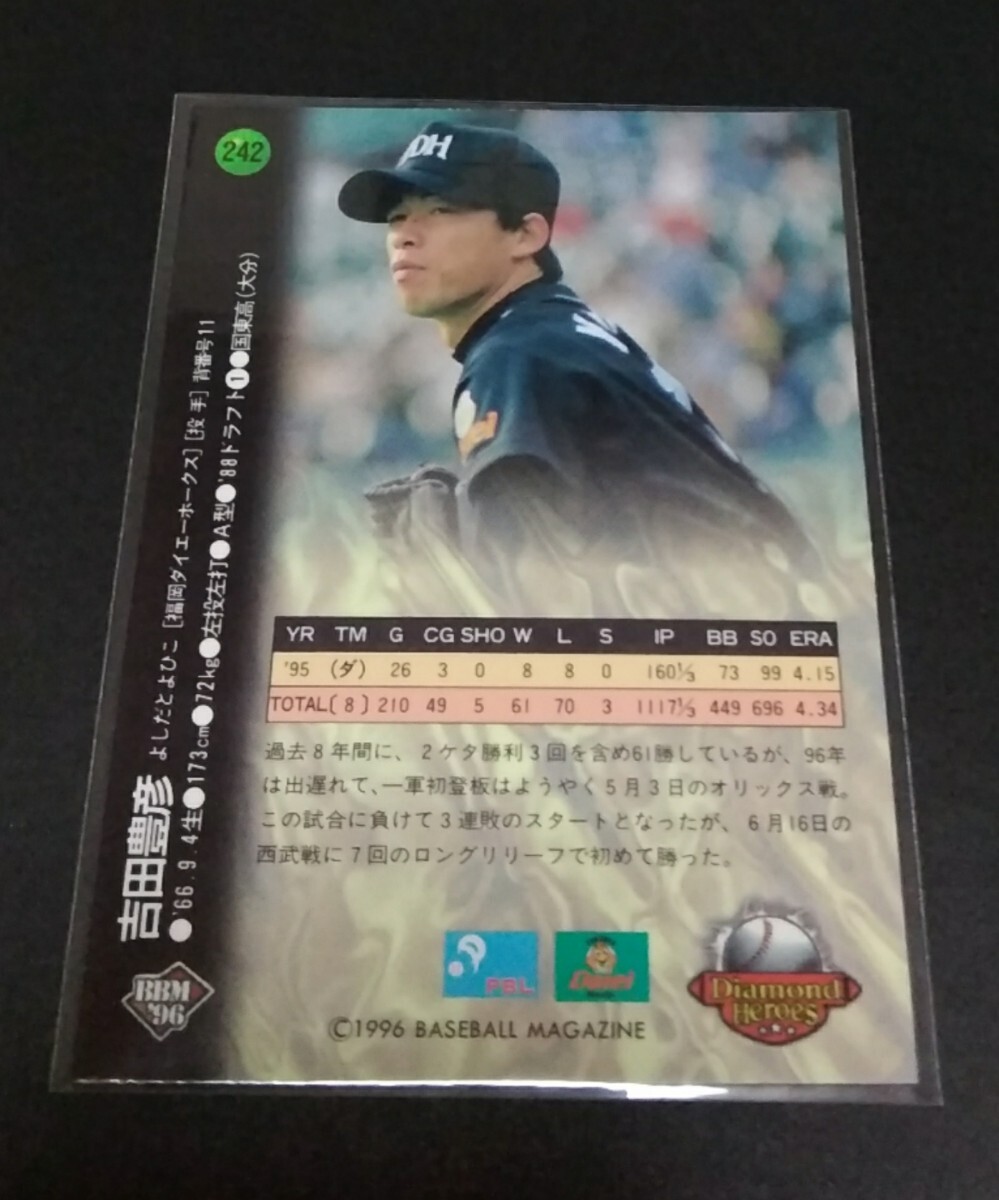 242
DH
吉田豊彦 よしだとよひこ [福岡ダイエーホークス] [投手] 背番号11
●'66.9.4生●173cm●72kg●左投左打●A型●'88ドラフト❶●国東高(大分)
YR TM G CG SHO W L S IP BB SO ERA
'95 (ダ) 26 3 0 8 8 0 160⅓ 73 99 4.15
TOTAL(8) 210 49 5 61 70 3 1117⅓ 449 696 4.34
過去8年間に、2ケタ勝利3回を含め61勝しているが、96年
は出遅れて、一軍初登板はようやく5月3日のオリックス戦。
この試合に負けて3連敗のスタートとなったが、6月16日の
西武戦に7回のロングリリーフで初めて勝った。
BBM
'96
PBL
Daiei
Diamond
Heroes
©1996 BASEBALL MAGAZINE